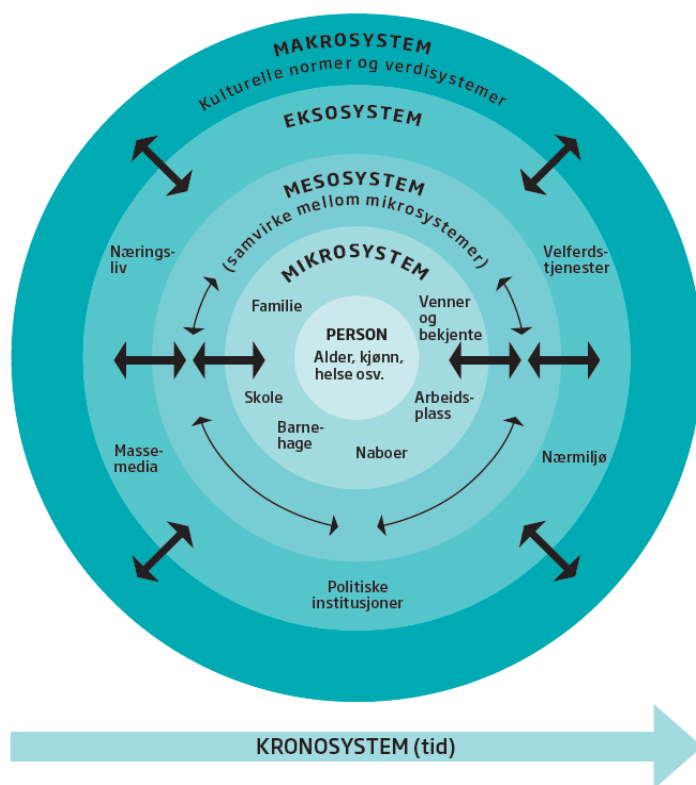 MAKROSYSTEM
Kulturelle normer og verdisystemer
EKSOSYSTEM
MESOSYSTEM
(samvirke mellom mikrosystemer)
MIKROSYSTEM
Nærings-
liv
Velferds-
tjenester
Familie
Venner
og
bekjente
PERSON
Alder, kjønn,
helse osv.
Skole
Arbeids-
plass
Barne-
hage
Naboer
Masse-
media
Nærmiljø
Politiske
institusjoner
KRONOSYSTEM (tid)